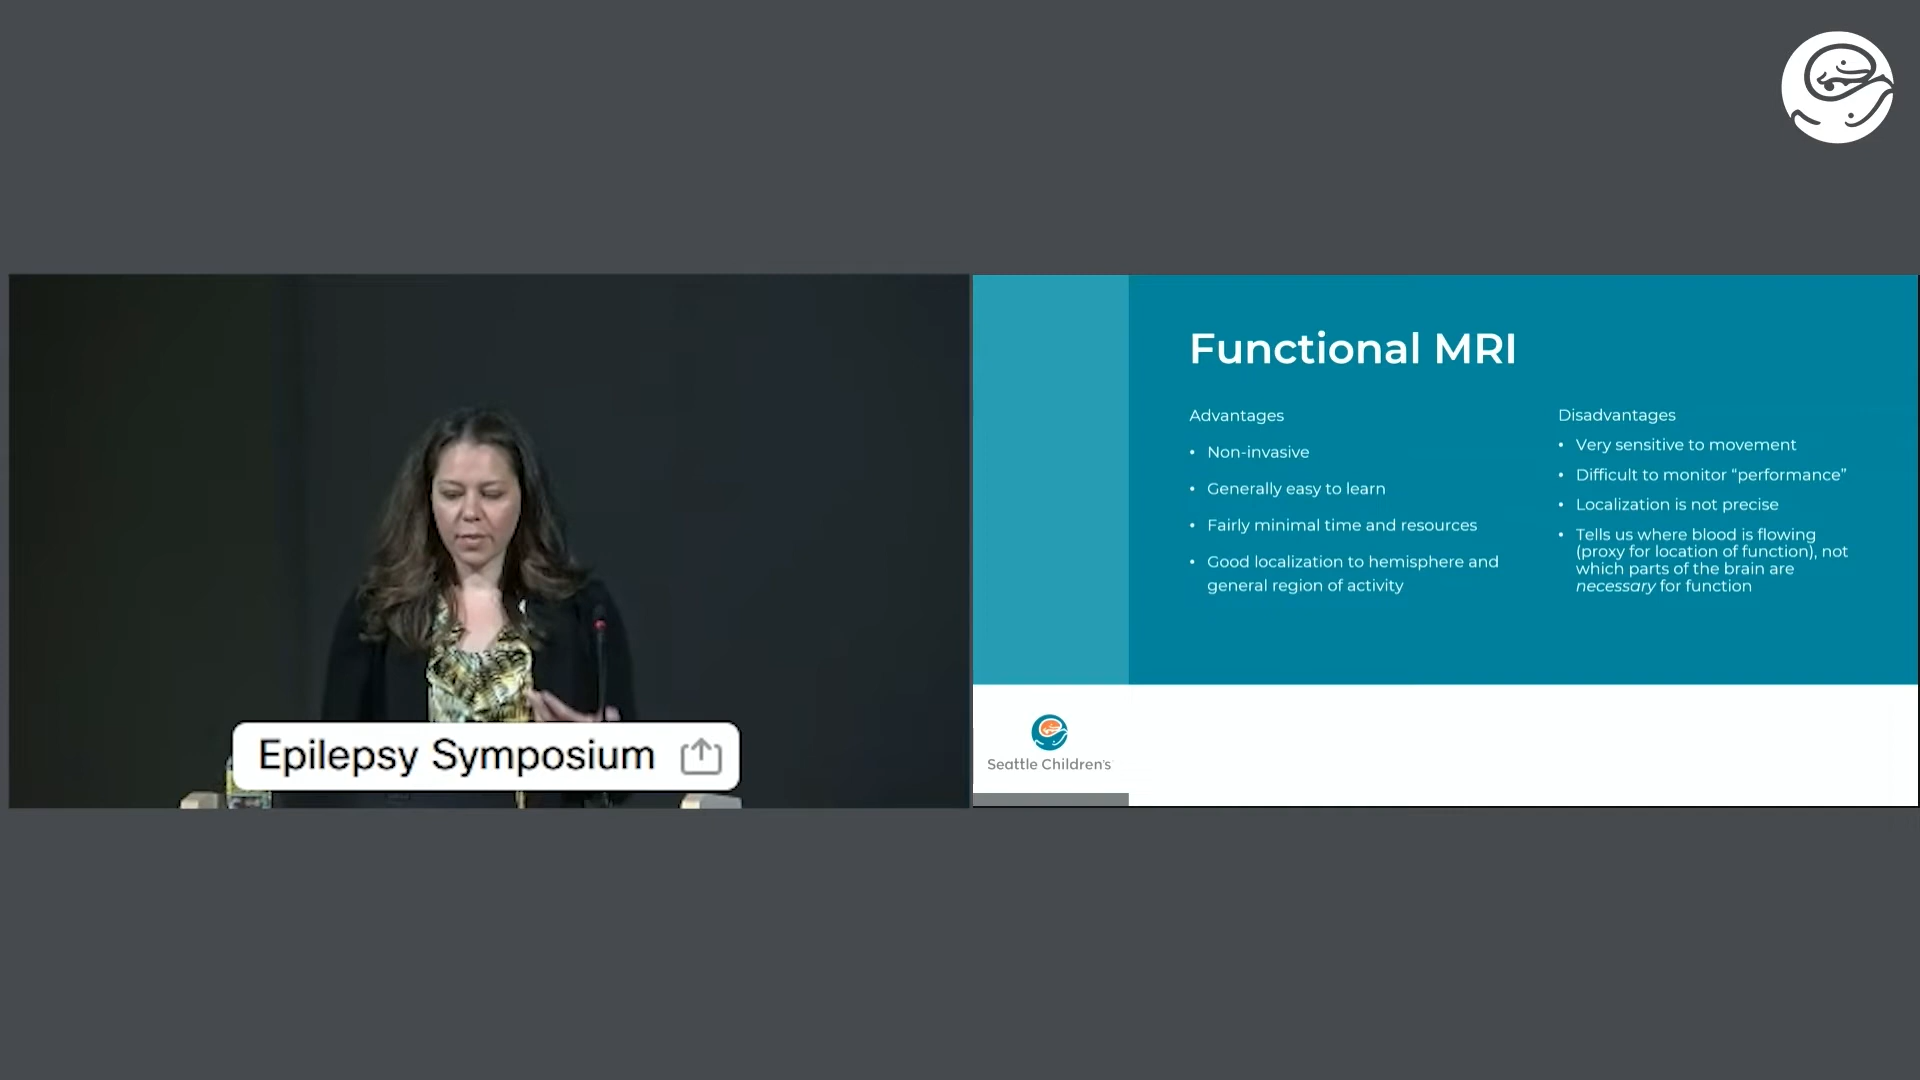 Epilepsy Symposium
Functional MRI
Advantages
• Non-invasive
• Generally easy to learn
• Fairly minimal time and resources
• Good localization to hemisphere and
general region of activity
Disadvantages
• Very sensitive to movement
• Difficult to monitor “performance”
• Localization is not precise
• Tells us where blood is flowing
(proxy for location of function), not
which parts of the brain are
necessary for function
Seattle Children's